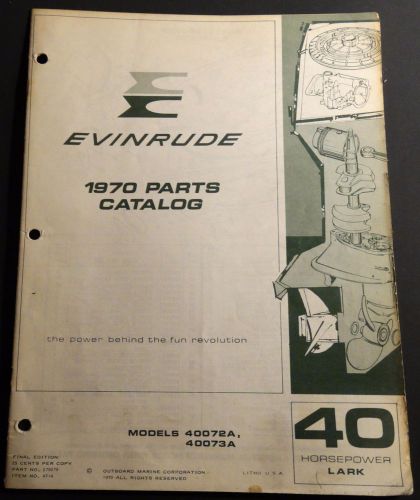 EVINRUDE
1970 PARTS
CATALOG
the power behind the fun revolution
MODELS 40072A,
40073A
40
HORSEPOWER
LARK
FINAL EDITION
25 CENTS PER COPY
PART NO.
ITEM NO.
© OUTBOARD MARINE CORPORATION
1970 ALL RIGHTS RESERVED
LITHO U.S.A.